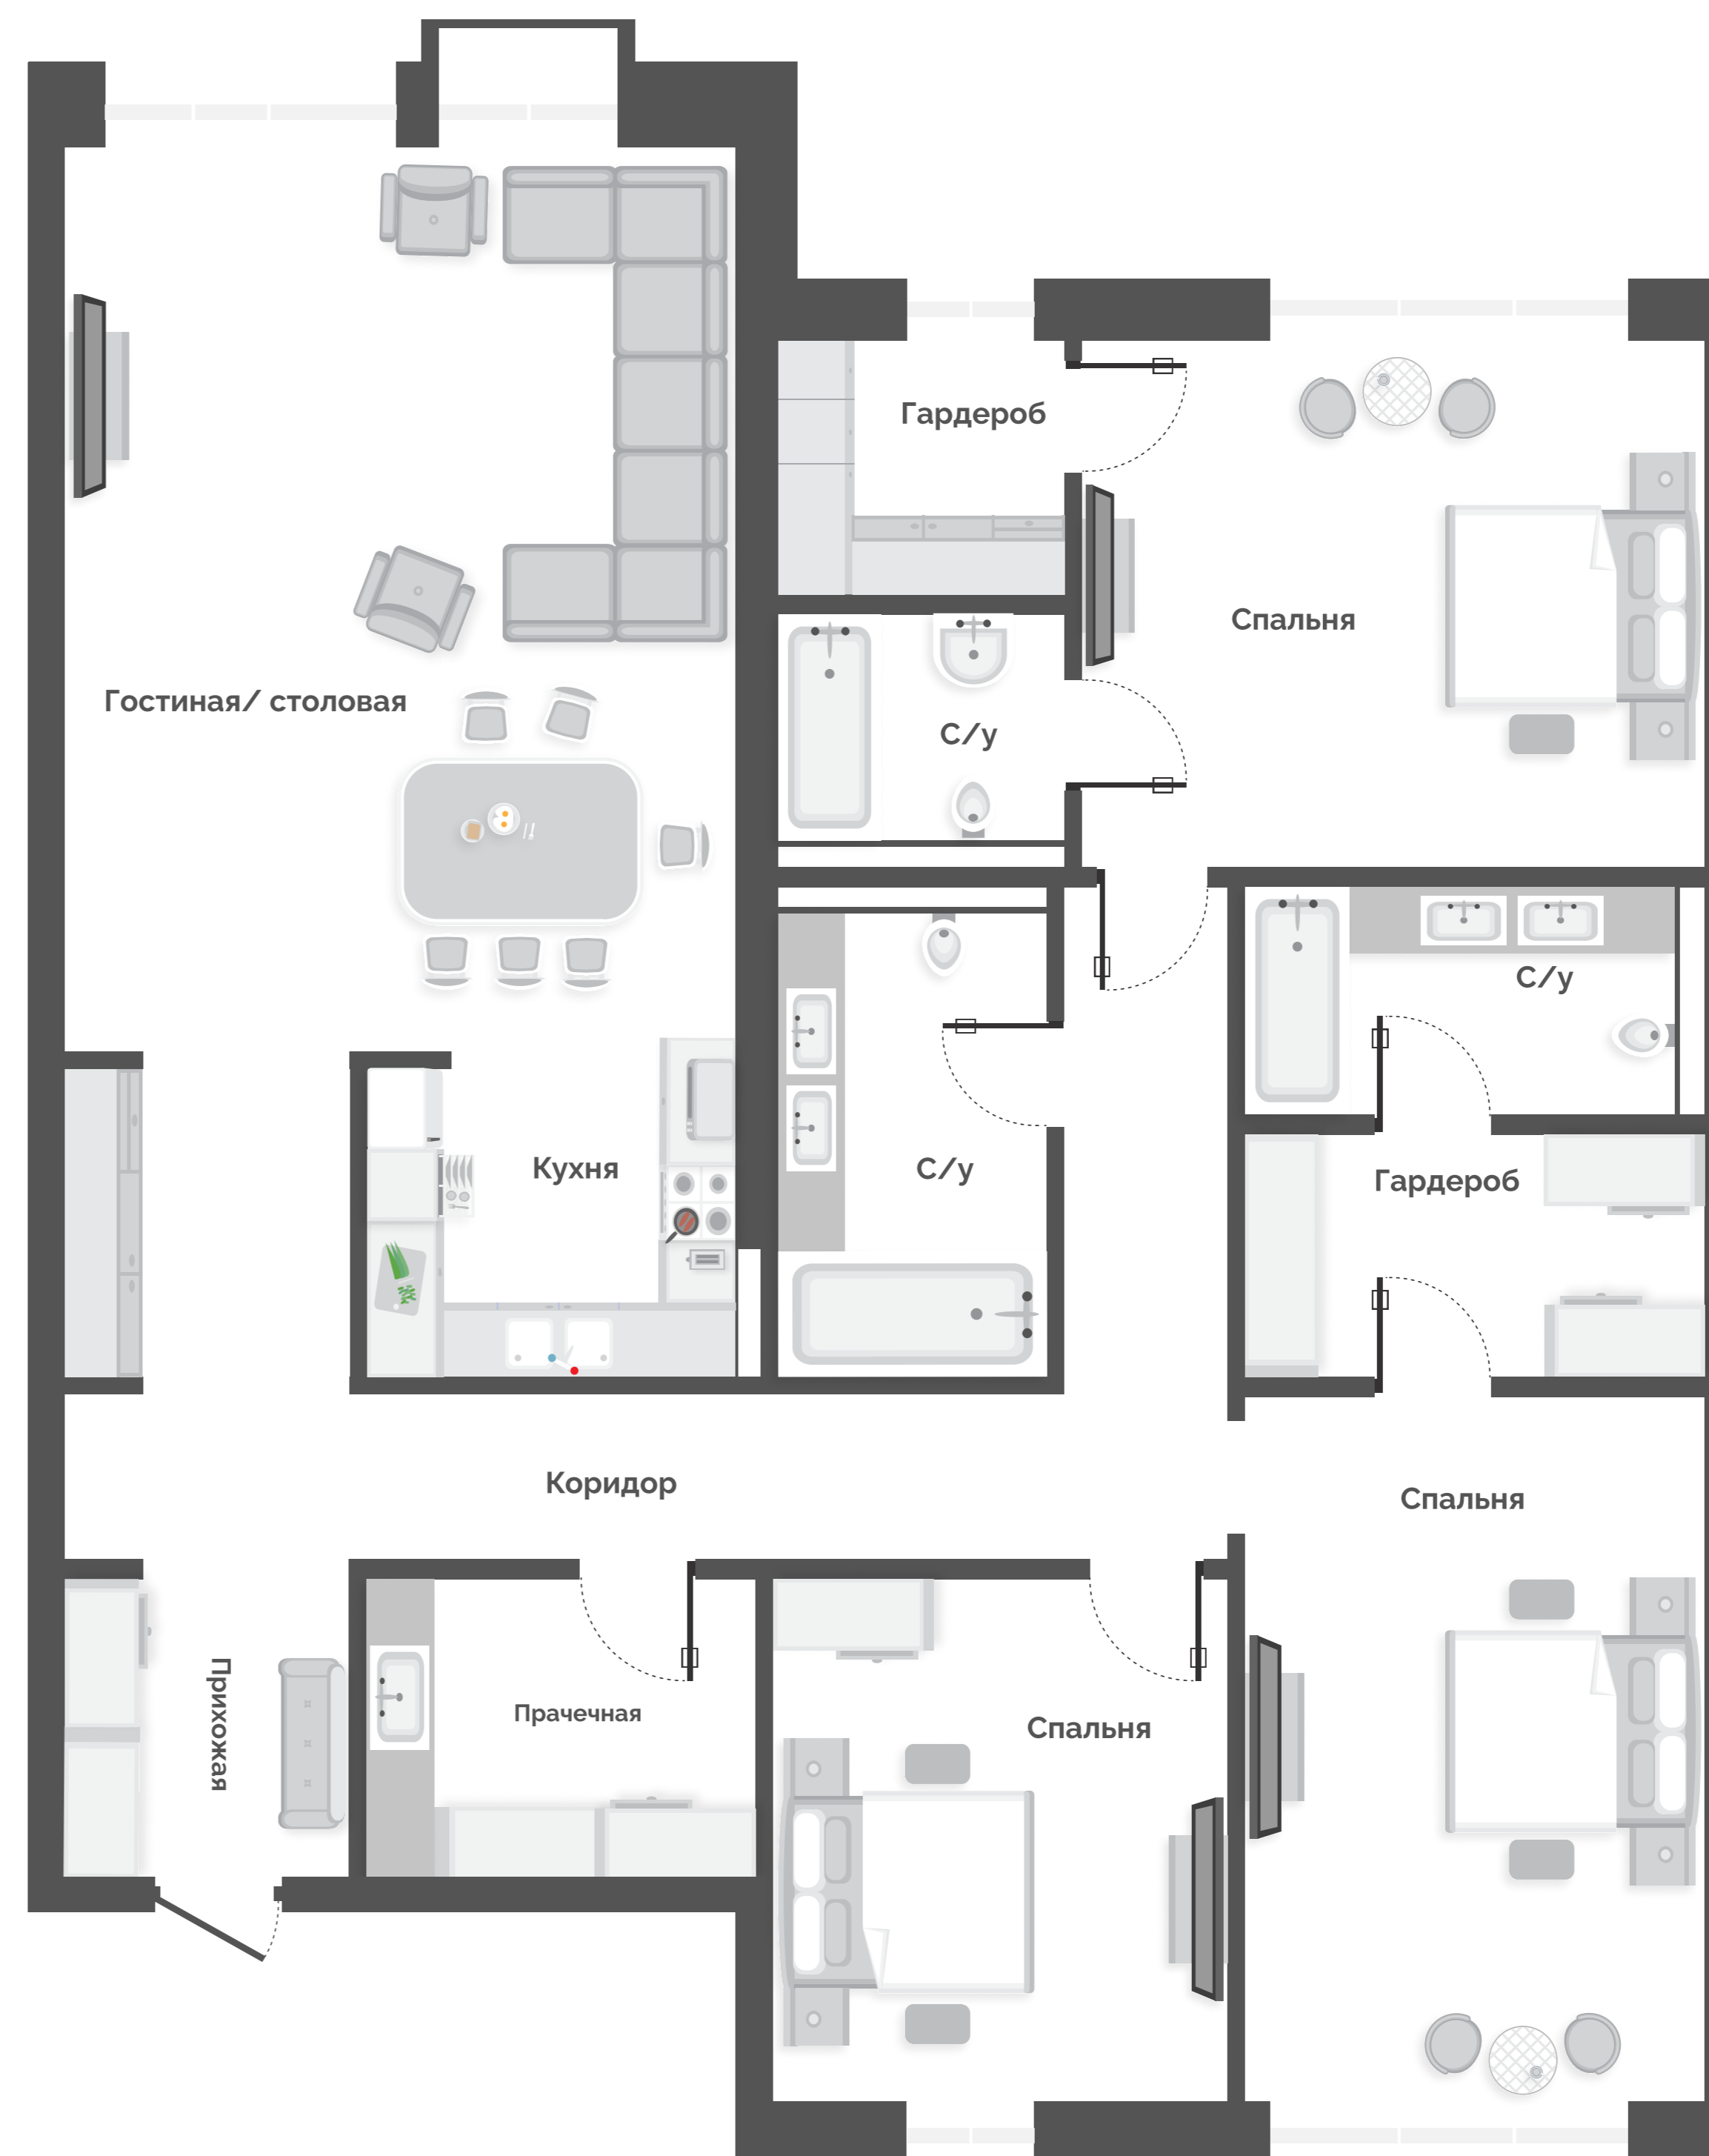 Гардероб
Спальня
Гостиная/ столовая
С/у
С/у
Кухня
С/у
Гардероб
Коридор
Спальня
Прихожая
Прачечная
Спальня